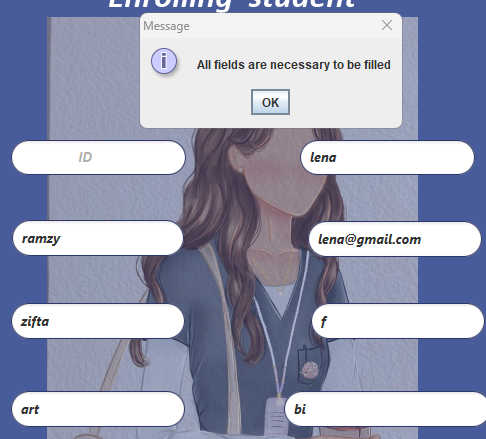 Enrolling student
Message
All fields are necessary to be filled
OK
ID
lena
ramzy
lena@gmail.com
zifta
f
art
bi